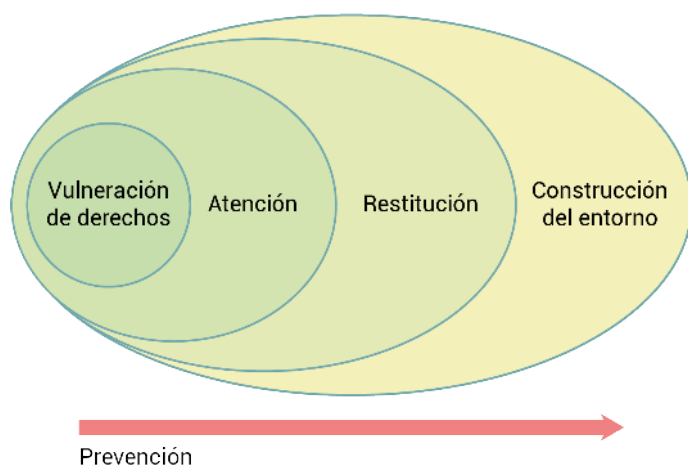 Vulneración
de derechos
Atención
Restitución
Construcción
del entorno
Prevención